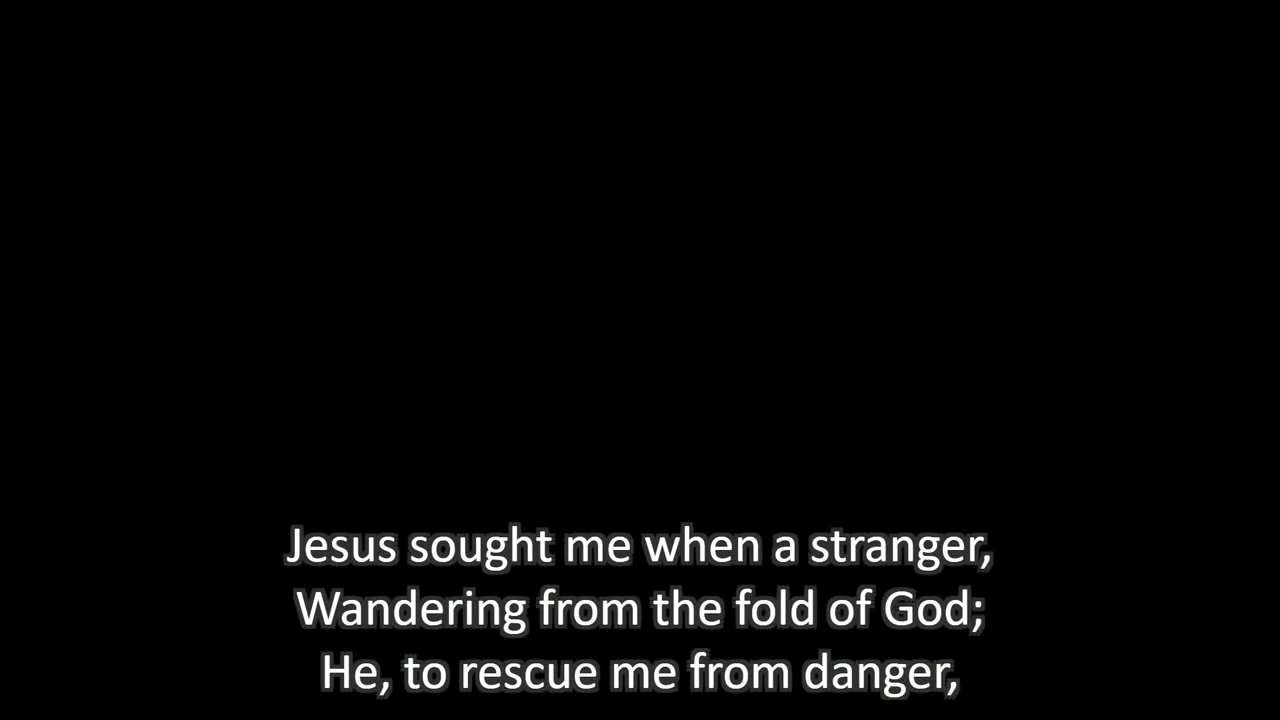 Jesus sought me when a stranger,
Wandering from the fold of God;
He, to rescue me from danger,